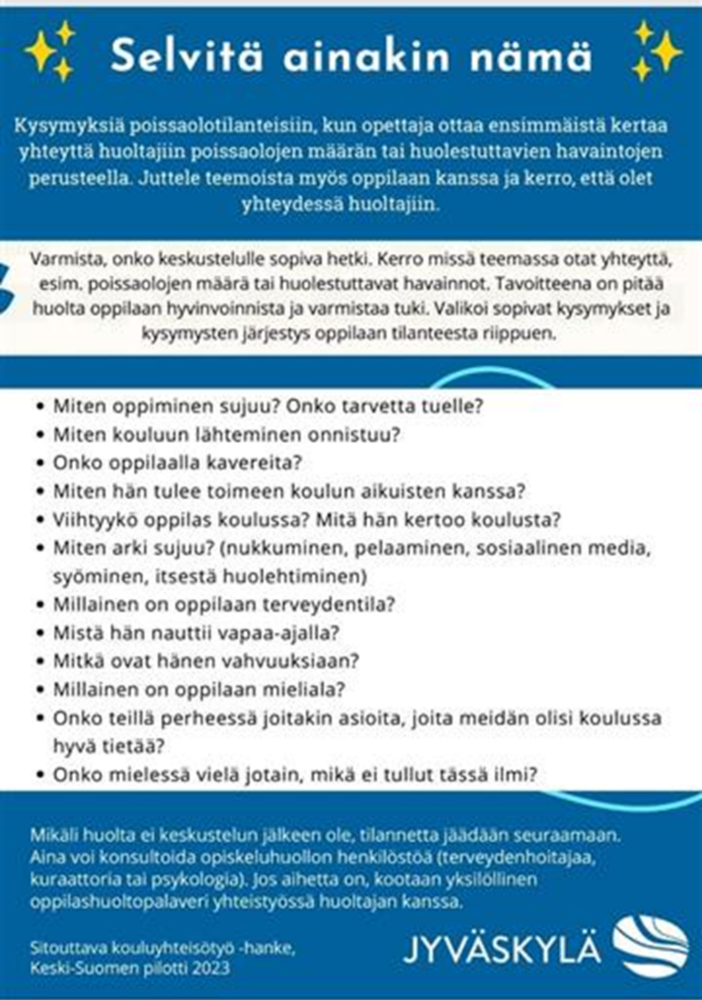 Selvitä ainakin nämä
Kysymyksiä poissaolotilanteisiin, kun opettaja ottaa ensimmäistä kertaa
yhteyttä huoltajiin poissaolojen määrän tai huolestuttavien havaintojen
perusteella. Juttele teemoista myös oppilaan kanssa ja kerro, että olet
yhteydessä huoltajiin.
Varmista, onko keskustelulle sopiva hetki. Kerro missä teemassa otat yhteyttä,
esim. poissaolojen määrä tai huolestuttavat havainnot. Tavoitteena on pitää
huolta oppilaan hyvinvoinnista ja varmistaa tuki. Valikoi sopivat kysymykset ja
kysymysten järjestys oppilaan tilanteesta riippuen.
• Miten oppiminen sujuu? Onko tarvetta tuelle?
• Miten kouluun lähteminen onnistuu?
• Onko oppilaalla kavereita?
• Miten hän tulee toimeen koulun aikuisten kanssa?
• Viihtyykö oppilas koulussa? Mitä hän kertoo koulusta?
• Miten arki sujuu? (nukkuminen, pelaaminen, sosiaalinen media,
syöminen, itsestä huolehtiminen)
• Millainen on oppilaan terveydentila?
• Mistä hän nauttii vapaa-ajalla?
• Mitkä ovat hänen vahvuuksiaan?
• Millainen on oppilaan mieliala?
• Onko teillä perheessä joitakin asioita, joita meidän olisi koulussa
hyvä tietää?
• Onko mielessä vielä jotain, mikä ei tullut tässä ilmi?
Mikäli huolta ei keskustelun jälkeen ole, tilannetta jäädään seuraamaan.
Aina voi konsultoida opiskeluhuollon henkilöstöä (terveydenhoitajaa,
kuraattoria tai psykologia). Jos aihetta on, kootaan yksilöllinen
oppilashuoltopalaveri yhteistyössä huoltajan kanssa.
Sitouttava kouluyhteisötyö -hanke,
Keski-Suomen pilotti 2023
JYVÄSKYLÄ